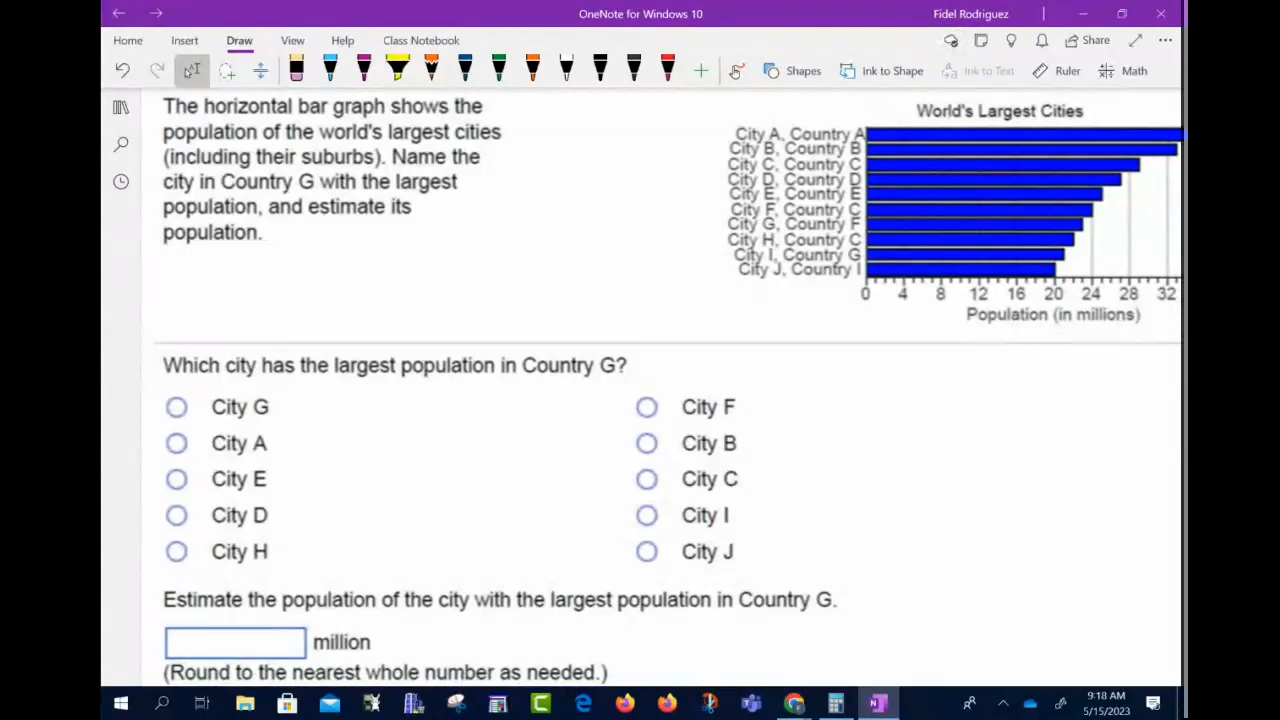 OneNote for Windows 10
Fidel Rodriguez
Home Insert Draw View Help Class Notebook
Share
Shapes Ink to Shape Ink to Text Ruler Math
The horizontal bar graph shows the
population of the world's largest cities
(including their suburbs). Name the
city in Country G with the largest
population, and estimate its
population.
World's Largest Cities
City A, Country A
City B, Country B
City C, Country C
City D, Country D
City E, Country E
City F, Country C
City G, Country F
City H, Country C
City I, Country G
City J, Country I
0 4 8 12 16 20 24 28 32
Population (in millions)
Which city has the largest population in Country G?
City G
City A
City E
City D
City H
City F
City B
City C
City I
City J
Estimate the population of the city with the largest population in Country G.
million
(Round to the nearest whole number as needed.)
9:18 AM
5/15/2023